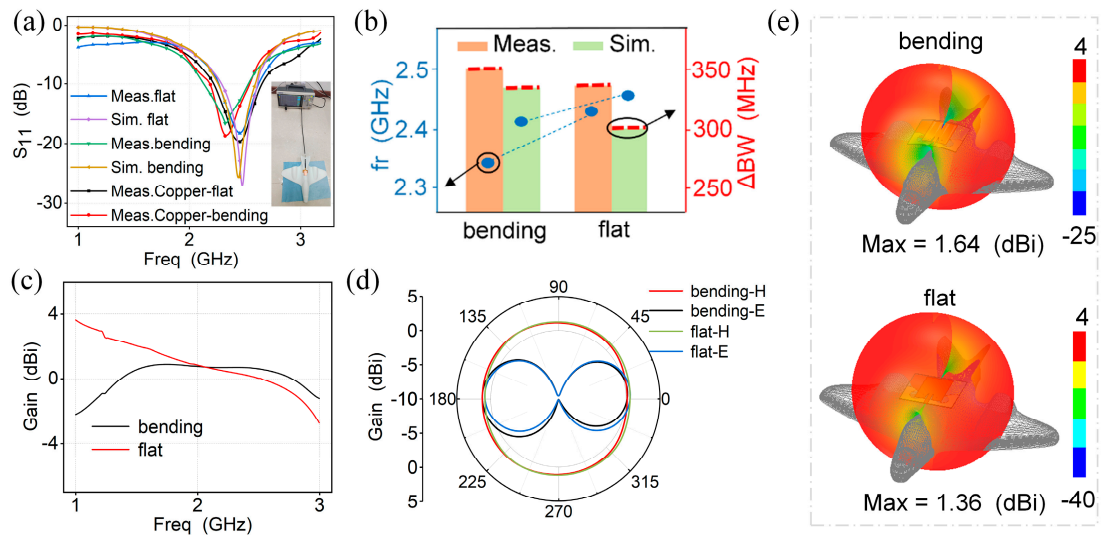 (a)
0
-10
-20
-30
S11 (dB)
Meas.flat
Sim. flat
Meas.bending
Sim. bending
Meas.Copper-flat
Meas.Copper-bending
1
2
3
Freq (GHz)
(b)
Meas.
Sim.
2.5
2.4
2.3
fr (GHz)
350
300
250
ΔBW (MHz)
bending
flat
(c)
4
0
-4
Gain (dBi)
bending
flat
1
2
3
Freq (GHz)
(d)
5
0
-5
-10
-5
0
5
Gain (dBi)
90
135
45
180
0
225
315
270
bending-H
bending-E
flat-H
flat-E
(e)
bending
4
-25
Max = 1.64 (dBi)
flat
4
-40
Max = 1.36 (dBi)